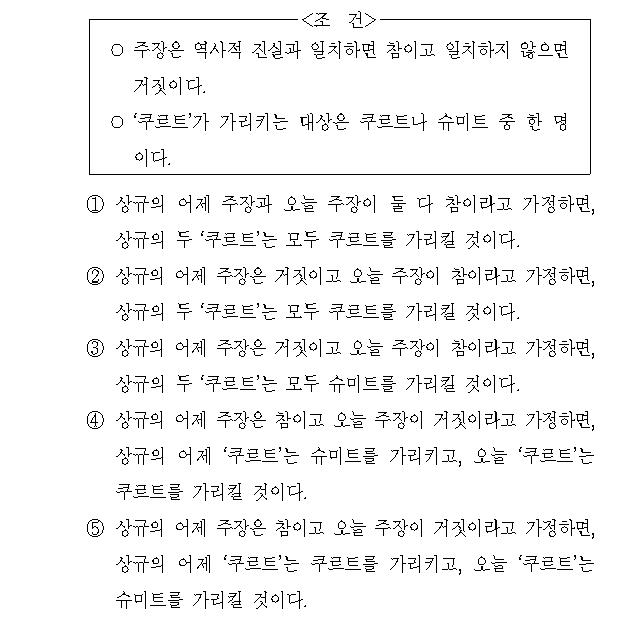 <조 건>
○ 주장은 역사적 진실과 일치하면 참이고 일치하지 않으면
거짓이다.
○ ‘쿠르트’가 가리키는 대상은 쿠르트나 슈미트 중 한 명
이다.
① 상규의 어제 주장과 오늘 주장이 둘 다 참이라고 가정하면,
상규의 두 ‘쿠르트’는 모두 쿠르트를 가리킬 것이다.
② 상규의 어제 주장은 거짓이고 오늘 주장이 참이라고 가정하면,
상규의 두 ‘쿠르트’는 모두 쿠르트를 가리킬 것이다.
③ 상규의 어제 주장은 거짓이고 오늘 주장이 참이라고 가정하면,
상규의 두 ‘쿠르트’는 모두 슈미트를 가리킬 것이다.
④ 상규의 어제 주장은 참이고 오늘 주장이 거짓이라고 가정하면,
상규의 어제 ‘쿠르트’는 슈미트를 가리키고, 오늘 ‘쿠르트’는
쿠르트를 가리킬 것이다.
⑤ 상규의 어제 주장은 참이고 오늘 주장이 거짓이라고 가정하면,
상규의 어제 ‘쿠르트’는 쿠르트를 가리키고, 오늘 ‘쿠르트’는
슈미트를 가리킬 것이다.